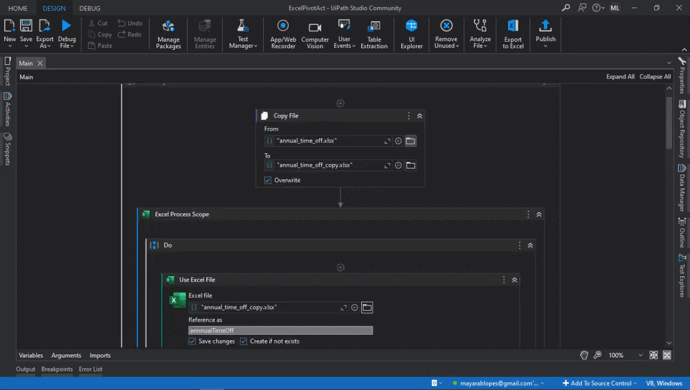 ExcelPivotAct - UiPath Studio Community
ML
HOME DESIGN DEBUG
New Save Export As Debug File
Cut Undo
Copy Redo
Paste
Manage Packages
Manage Entities
Test Manager
App/Web Recorder
Computer Vision
User Events
Table Extraction
UI Explorer
Remove Unused
Analyze File
Export to Excel
Publish
Main
Main
Expand All Collapse All
Project
Activities
Snippets
Properties
Object Repository
Data Manager
Outline
Test Explorer
Copy File
From
"annual_time_off.xlsx"
To
"annual_time_off_copy.xlsx"
Overwrite
Excel Process Scope
Do
Use Excel File
Excel file
"annual_time_off_copy.xlsx"
Reference as
annnualTimeOff
Save changes Create if not exists
Variables Arguments Imports
100%
Output Breakpoints Error List
0
mayarablopes@gmail.com'...
Add To Source Control
VB, Windows